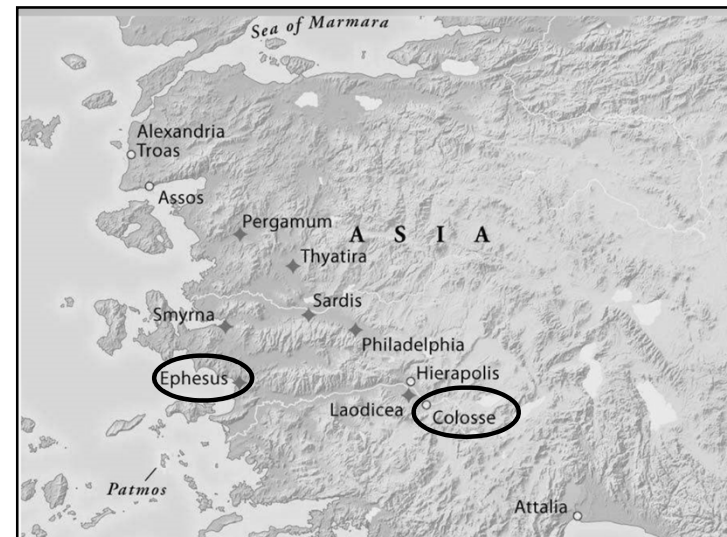 Sea of Marmara
Alexandria
Troas
Assos
Pergamum
A S I A
Thyatira
Sardis
Smyrna
Philadelphia
Hierapolis
Ephesus
Laodicea
Colosse
Patmos
Attalia